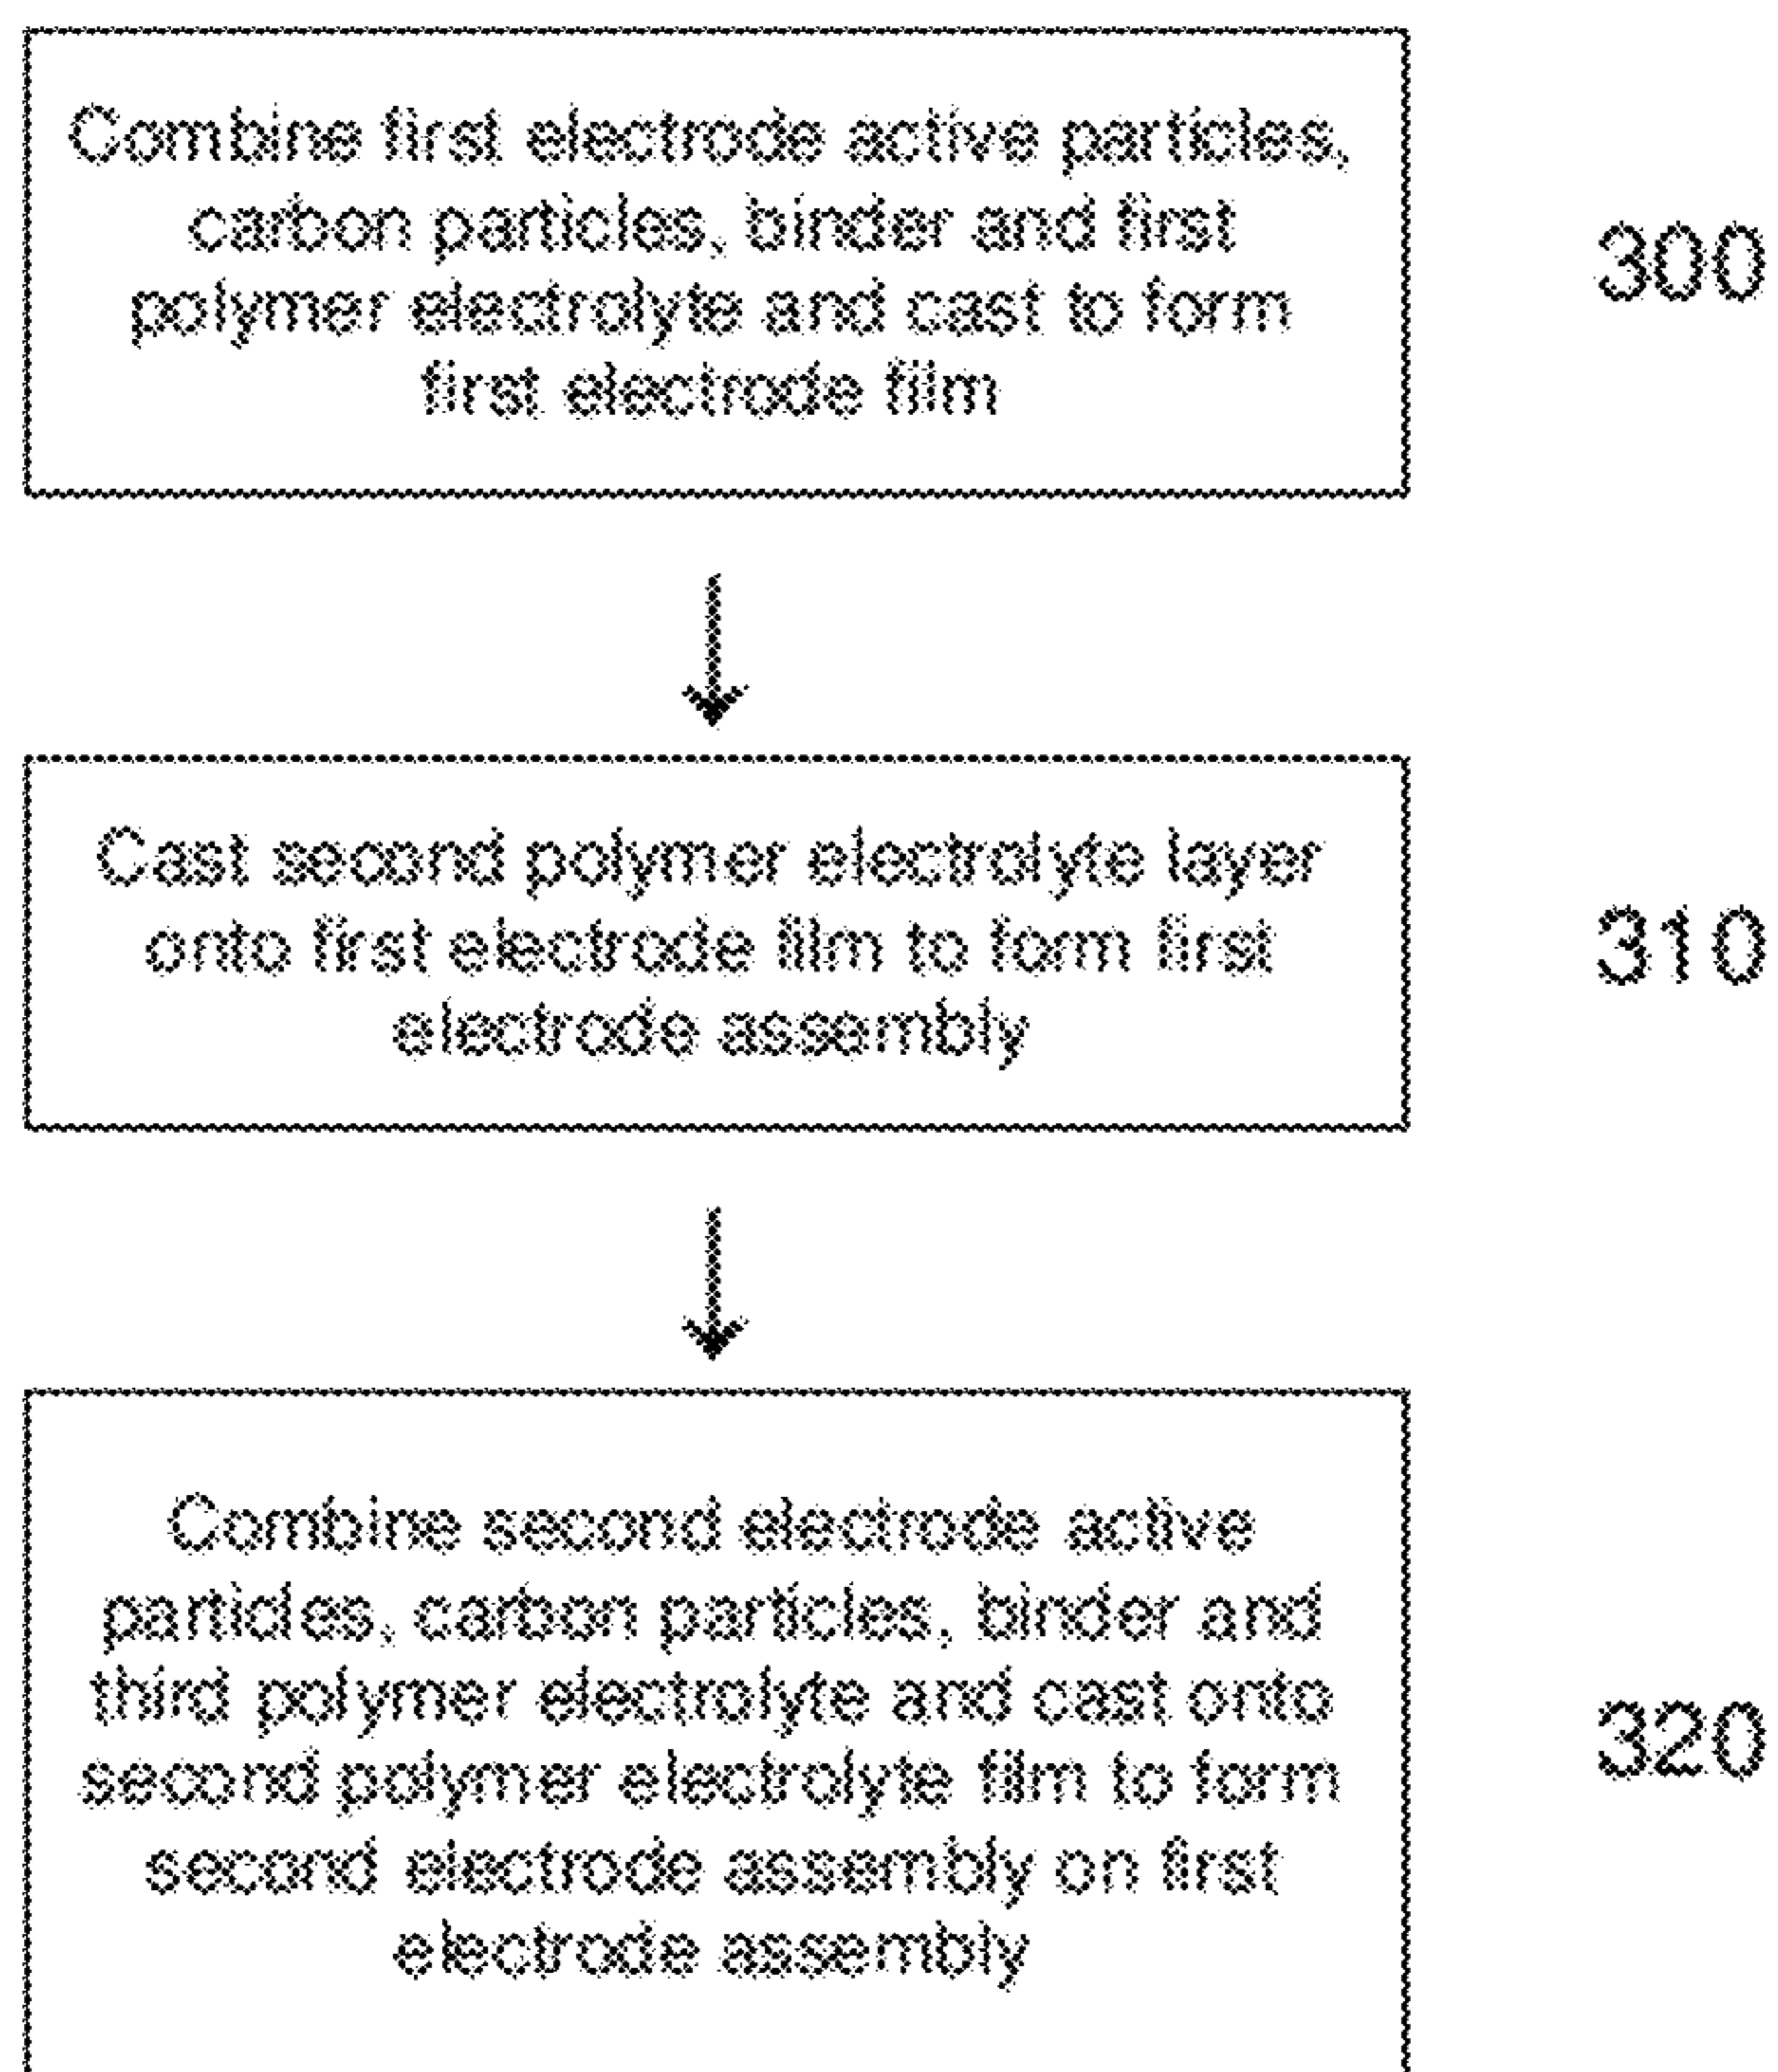 Combine first electrode active particles,
carbon particles, binder and first
polymer electrolyte and cast to form
first electrode film
300
Cast second polymer electrolyte layer
onto first electrode film to form first
electrode assembly
310
Combine second electrode active
particles, carbon particles, binder and
third polymer electrolyte and cast onto
second polymer electrolyte film to form
second electrode assembly on first
electrode assembly
320